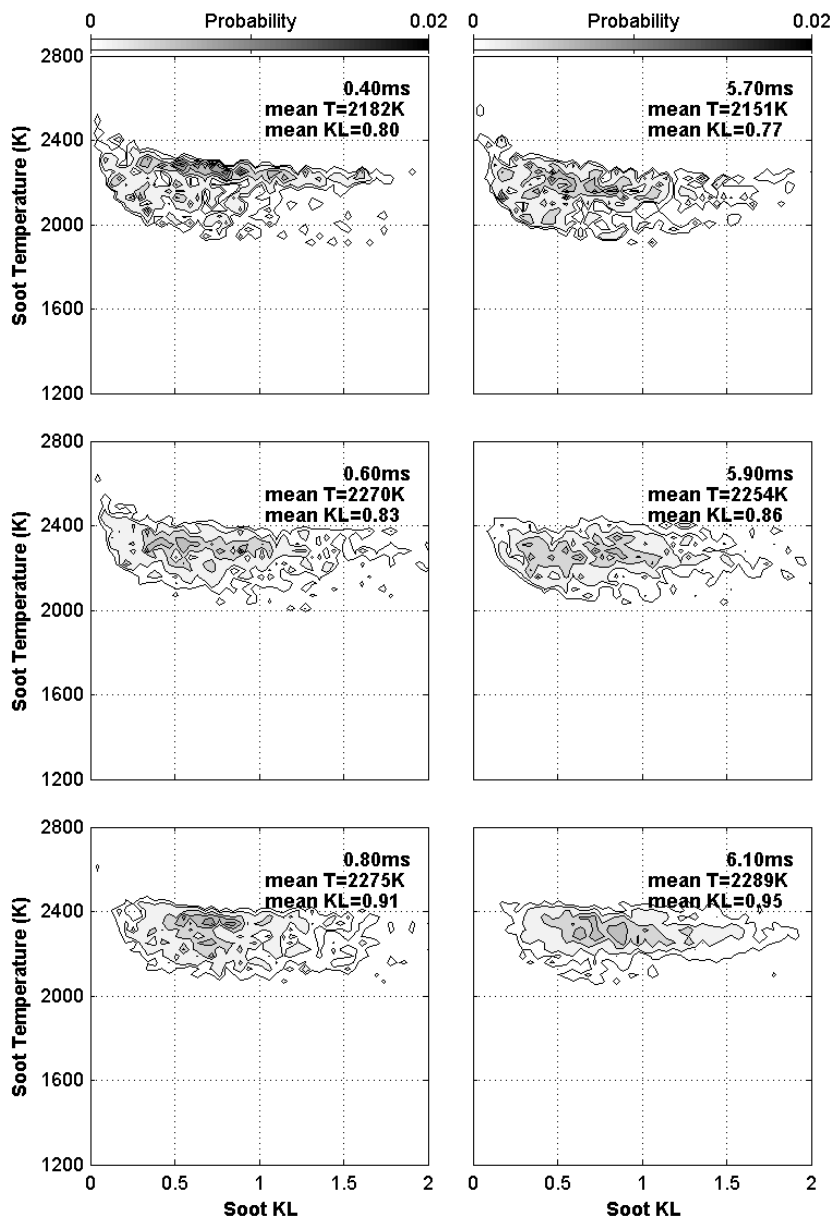 0 Probability 0.02 0 Probability 0.02
2800
0.40ms
mean T=2182K
mean KL=0.80
5.70ms
mean T=2151K
mean KL=0.77
2400
2000
1600
1200
Soot Temperature (K)
2800
0.60ms
mean T=2270K
mean KL=0.83
5.90ms
mean T=2254K
mean KL=0.86
2400
2000
1600
1200
Soot Temperature (K)
2800
0.80ms
mean T=2275K
mean KL=0.91
6.10ms
mean T=2289K
mean KL=0.95
2400
2000
1600
1200
Soot Temperature (K)
0 0.5 1 1.5 2 0 0.5 1 1.5 2
Soot KL Soot KL